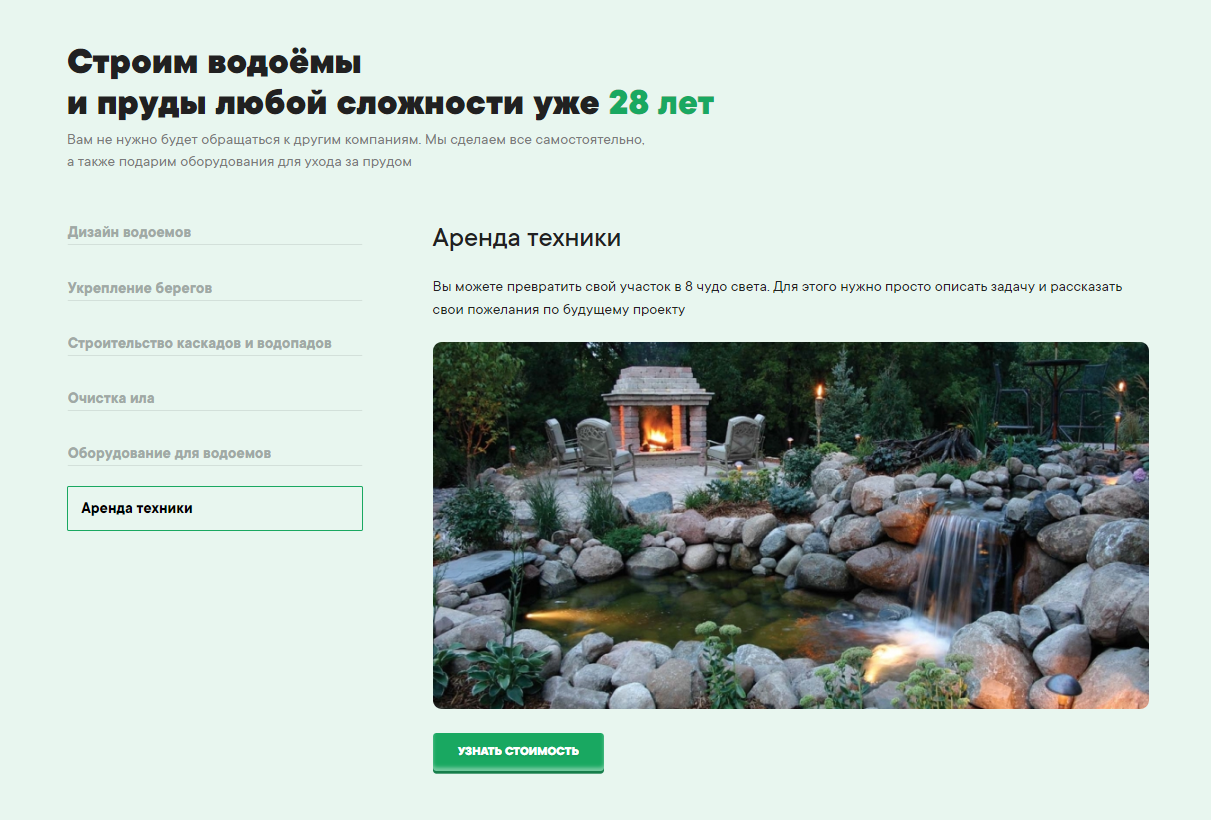 Строим водоёмы
и пруды любой сложности уже 28 лет
Вам не нужно будет обращаться к другим компаниям. Мы сделаем все самостоятельно,
а также подарим оборудования для ухода за прудом
Дизайн водоемов
Укрепление берегов
Строительство каскадов и водопадов
Очистка ила
Оборудование для водоемов
Аренда техники
Аренда техники
Вы можете превратить свой участок в 8 чудо света. Для этого нужно просто описать задачу и рассказать
свои пожелания по будущему проекту
УЗНАТЬ СТОИМОСТЬ